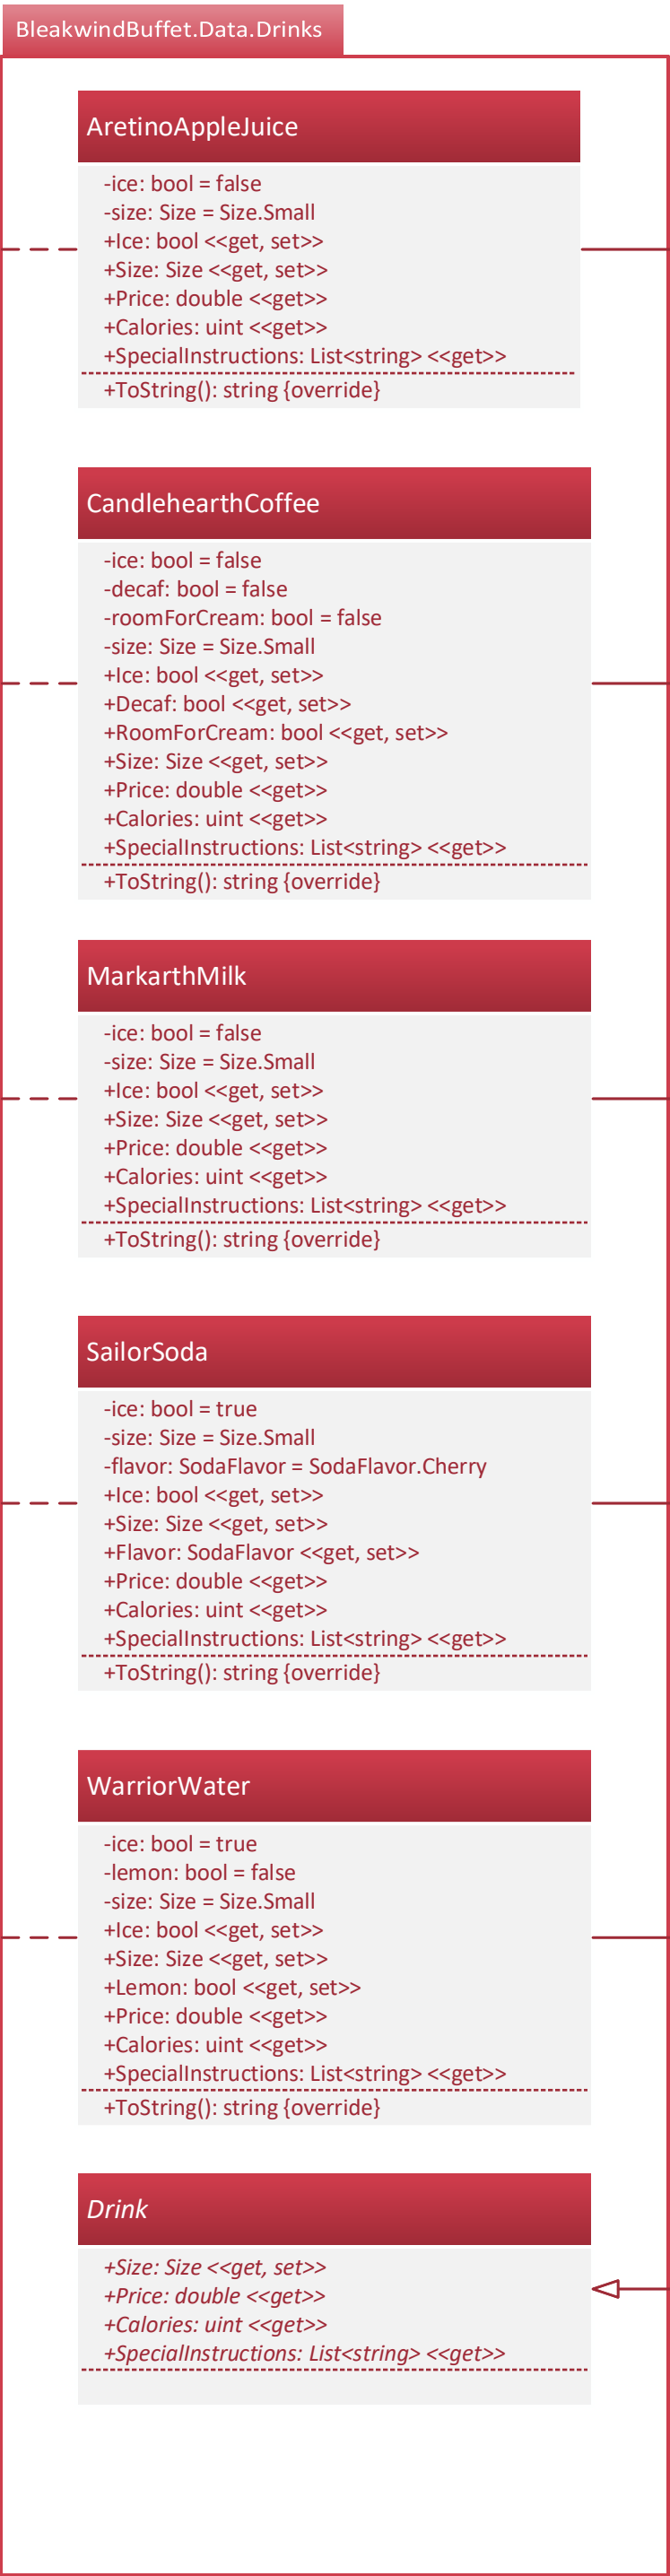 BleakwindBuffet.Data.Drinks
AretinoAppleJuice
-ice: bool = false
-size: Size = Size.Small
+Ice: bool <<get, set>>
+Size: Size <<get, set>>
+Price: double <<get>>
+Calories: uint <<get>>
+SpecialInstructions: List<string> <<get>>
+ToString(): string {override}
CandlehearthCoffee
-ice: bool = false
-decaf: bool = false
-roomForCream: bool = false
-size: Size = Size.Small
+Ice: bool <<get, set>>
+Decaf: bool <<get, set>>
+RoomForCream: bool <<get, set>>
+Size: Size <<get, set>>
+Price: double <<get>>
+Calories: uint <<get>>
+SpecialInstructions: List<string> <<get>>
+ToString(): string {override}
MarkarthMilk
-ice: bool = false
-size: Size = Size.Small
+Ice: bool <<get, set>>
+Size: Size <<get, set>>
+Price: double <<get>>
+Calories: uint <<get>>
+SpecialInstructions: List<string> <<get>>
+ToString(): string {override}
SailorSoda
-ice: bool = true
-size: Size = Size.Small
-flavor: SodaFlavor = SodaFlavor.Cherry
+Ice: bool <<get, set>>
+Size: Size <<get, set>>
+Flavor: SodaFlavor <<get, set>>
+Price: double <<get>>
+Calories: uint <<get>>
+SpecialInstructions: List<string> <<get>>
+ToString(): string {override}
WarriorWater
-ice: bool = true
-lemon: bool = false
-size: Size = Size.Small
+Ice: bool <<get, set>>
+Size: Size <<get, set>>
+Lemon: bool <<get, set>>
+Price: double <<get>>
+Calories: uint <<get>>
+SpecialInstructions: List<string> <<get>>
+ToString(): string {override}
Drink
+Size: Size <<get, set>>
+Price: double <<get>>
+Calories: uint <<get>>
+SpecialInstructions: List<string> <<get>>